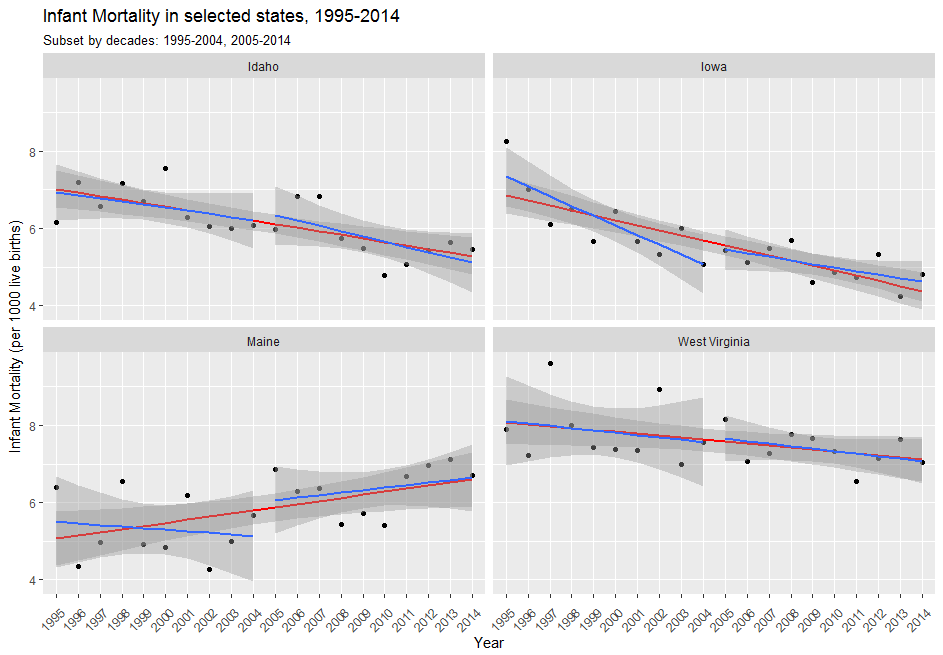 Infant Mortality in selected states, 1995-2014
Subset by decades: 1995-2004, 2005-2014
Idaho
Iowa
8
6
4
Maine
West Virginia
8
6
4
Infant Mortality (per 1000 live births)
1995 1996 1997 1998 1999 2000 2001 2002 2003 2004 2005 2006 2007 2008 2009 2010 2011 2012 2013 2014
1995 1996 1997 1998 1999 2000 2001 2002 2003 2004 2005 2006 2007 2008 2009 2010 2011 2012 2013 2014
Year